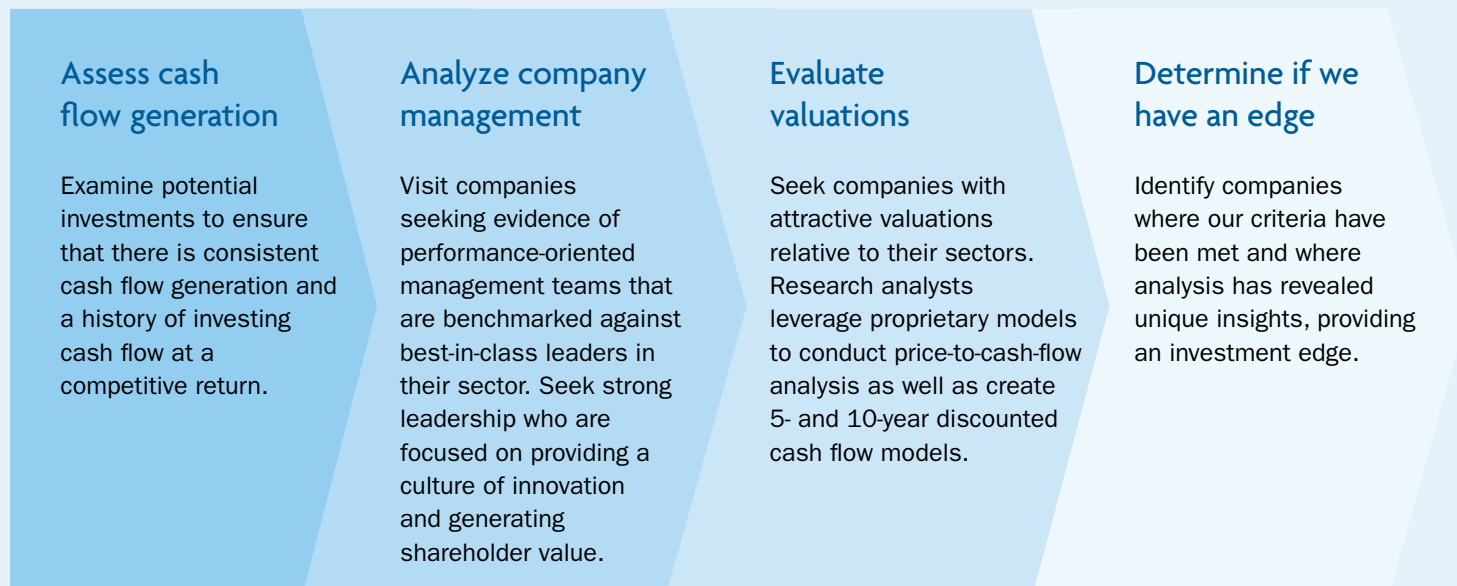 Assess cash
flow generation
Examine potential
investments to ensure
that there is consistent
cash flow generation and
a history of investing
cash flow at a
competitive return.
Analyze company
management
Visit companies
seeking evidence of
performance-oriented
management teams that
are benchmarked against
best-in-class leaders in
their sector. Seek strong
leadership who are
focused on providing a
culture of innovation
and generating
shareholder value.
Evaluate
valuations
Seek companies with
attractive valuations
relative to their sectors.
Research analysts
leverage proprietary models
to conduct price-to-cash-flow
analysis as well as create
5- and 10-year discounted
cash flow models.
Determine if we
have an edge
Identify companies
where our criteria have
been met and where
analysis has revealed
unique insights, providing
an investment edge.